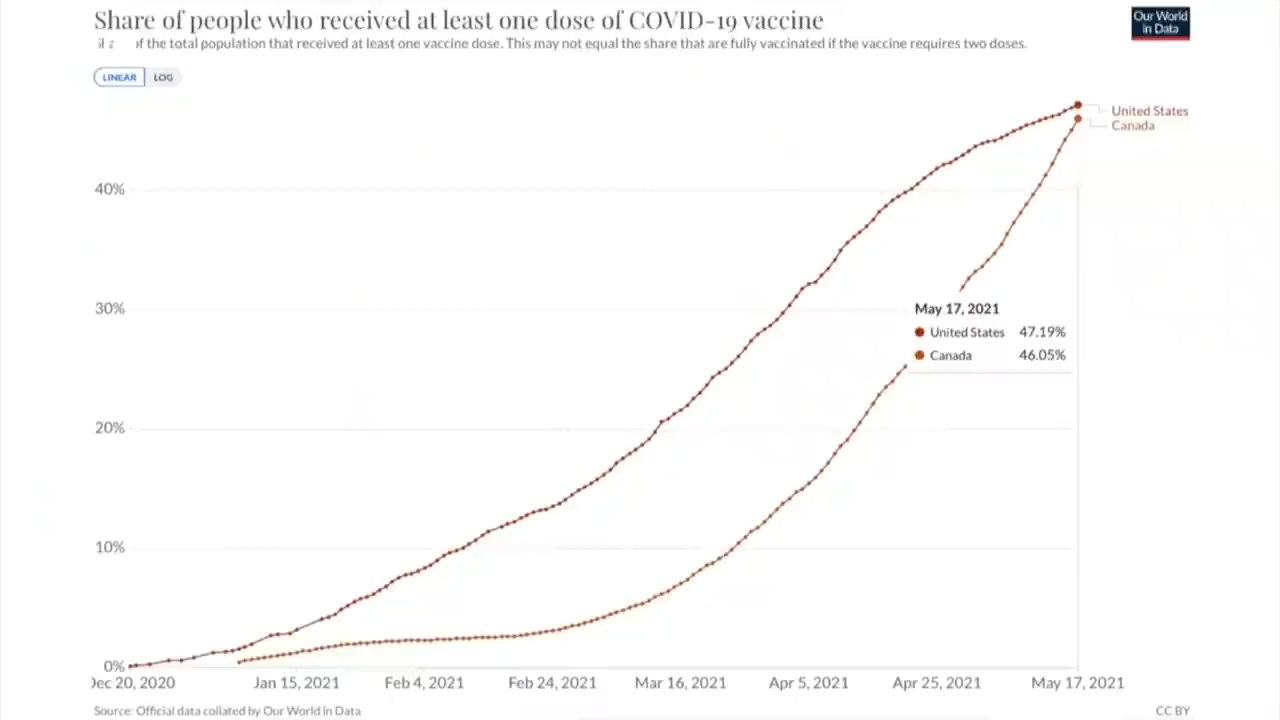 Share of people who received at least one dose of COVID-19 vaccine
Our World
in Data
of the total population that received at least one vaccine dose. This may not equal the share that are fully vaccinated if the vaccine requires two doses.
LINEAR LOG
United States
Canada
40%
30%
May 17, 2021
United States 47.19%
Canada 46.05%
20%
10%
0%
Dec 20, 2020 Jan 15, 2021 Feb 4, 2021 Feb 24, 2021 Mar 16, 2021 Apr 5, 2021 Apr 25, 2021 May 17, 2021
Source: Official data collated by Our World in Data CC BY